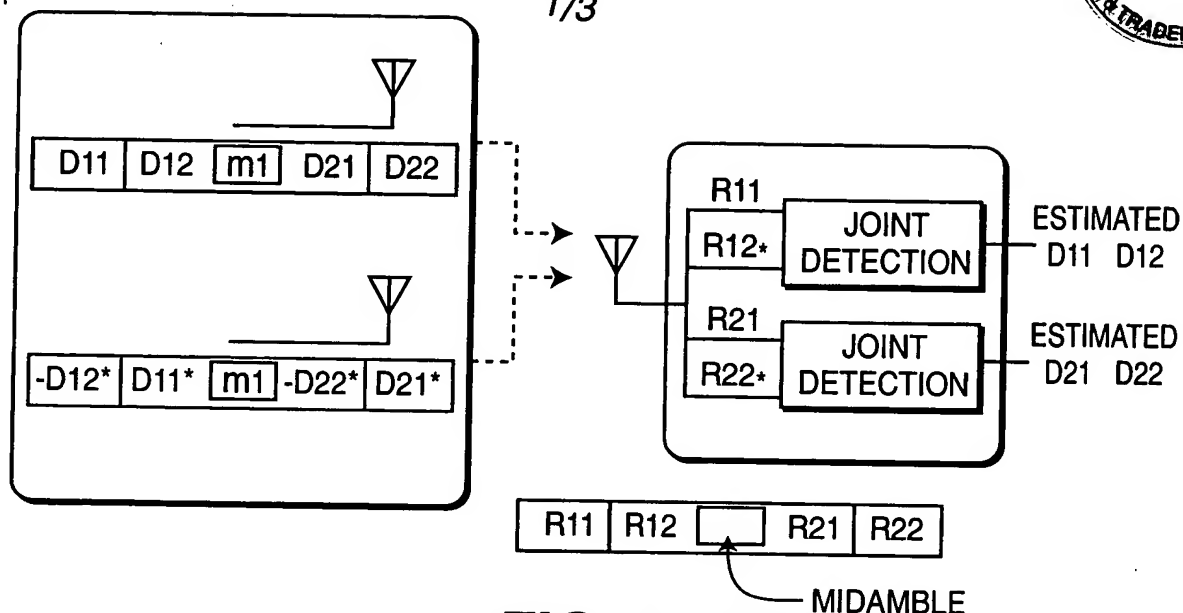 1/3
D11 D12 m1 D21 D22
-D12* D11* m1 -D22* D21*
R11
R12*
JOINT
DETECTION
ESTIMATED
D11 D12
R21
R22*
JOINT
DETECTION
ESTIMATED
D21 D22
R11 R12 R21 R22
MIDAMBLE